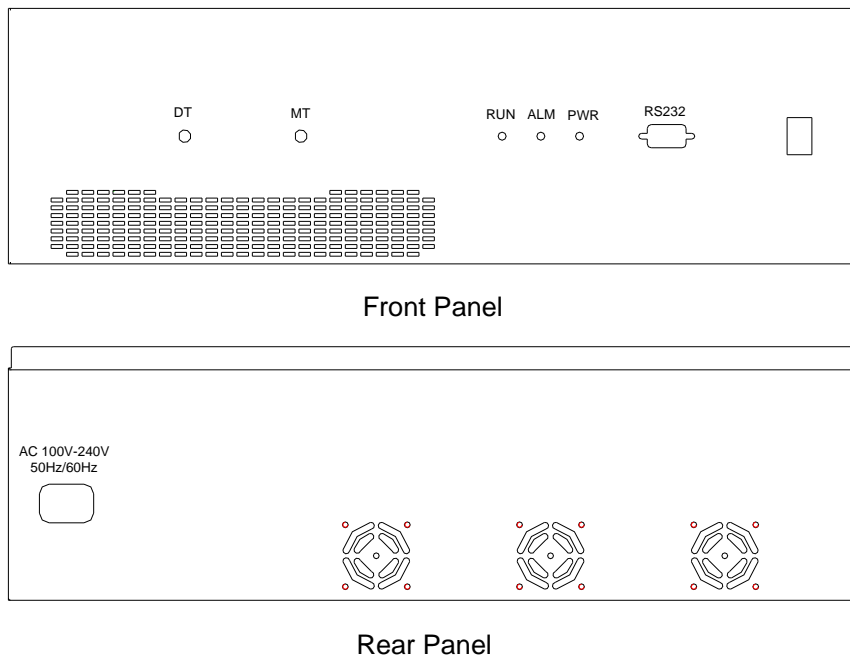 DT MT RUN ALM PWR RS232
Front Panel
AC 100V-240V
50Hz/60Hz
Rear Panel